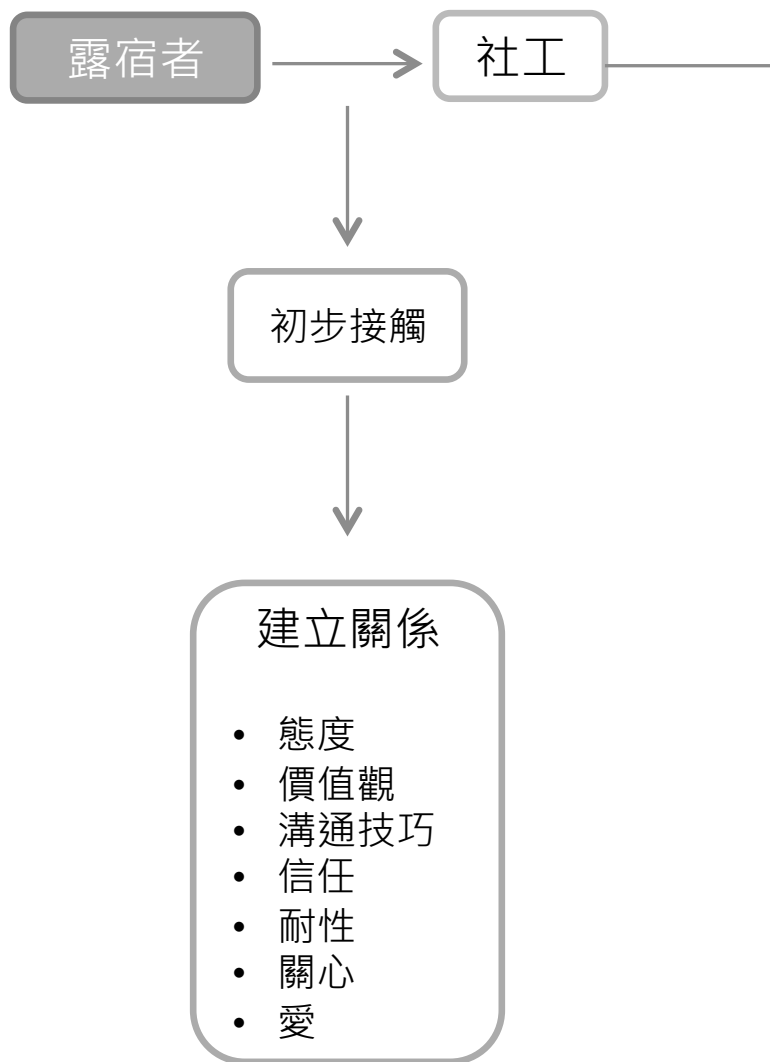 露宿者
社工
初步接觸
建立關係
• 態度
• 價值觀
• 溝通技巧
• 信任
• 耐性
• 關心
• 愛